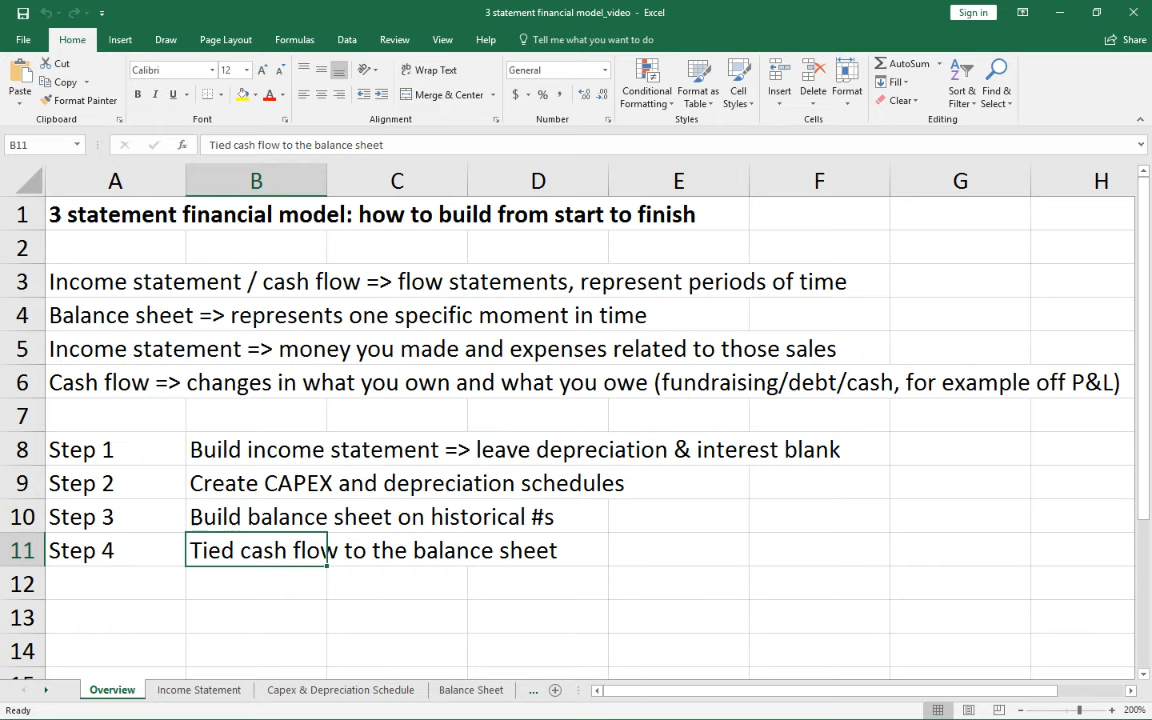 3 statement financial model_video - Excel
Sign in
File Home Insert Draw Page Layout Formulas Data Review View Help Tell me what you want to do Share
Paste Cut Copy Format Painter Clipboard
Calibri 12 A A B I U A Font
Wrap Text Merge & Center Alignment
General $ % , Number
Conditional Formatting Format as Table Cell Styles Styles
Insert Delete Format Cells
AutoSum Fill Clear Sort & Filter Find & Select Editing
B11 fx Tied cash flow to the balance sheet
A B C D E F G H
1 3 statement financial model: how to build from start to finish
2
3 Income statement / cash flow => flow statements, represent periods of time
4 Balance sheet => represents one specific moment in time
5 Income statement => money you made and expenses related to those sales
6 Cash flow => changes in what you own and what you owe (fundraising/debt/cash, for example off P&L)
7
8 Step 1 Build income statement => leave depreciation & interest blank
9 Step 2 Create CAPEX and depreciation schedules
10 Step 3 Build balance sheet on historical #s
11 Step 4 Tied cash flow to the balance sheet
12
13
14
Overview Income Statement Capex & Depreciation Schedule Balance Sheet ...
Ready 200%